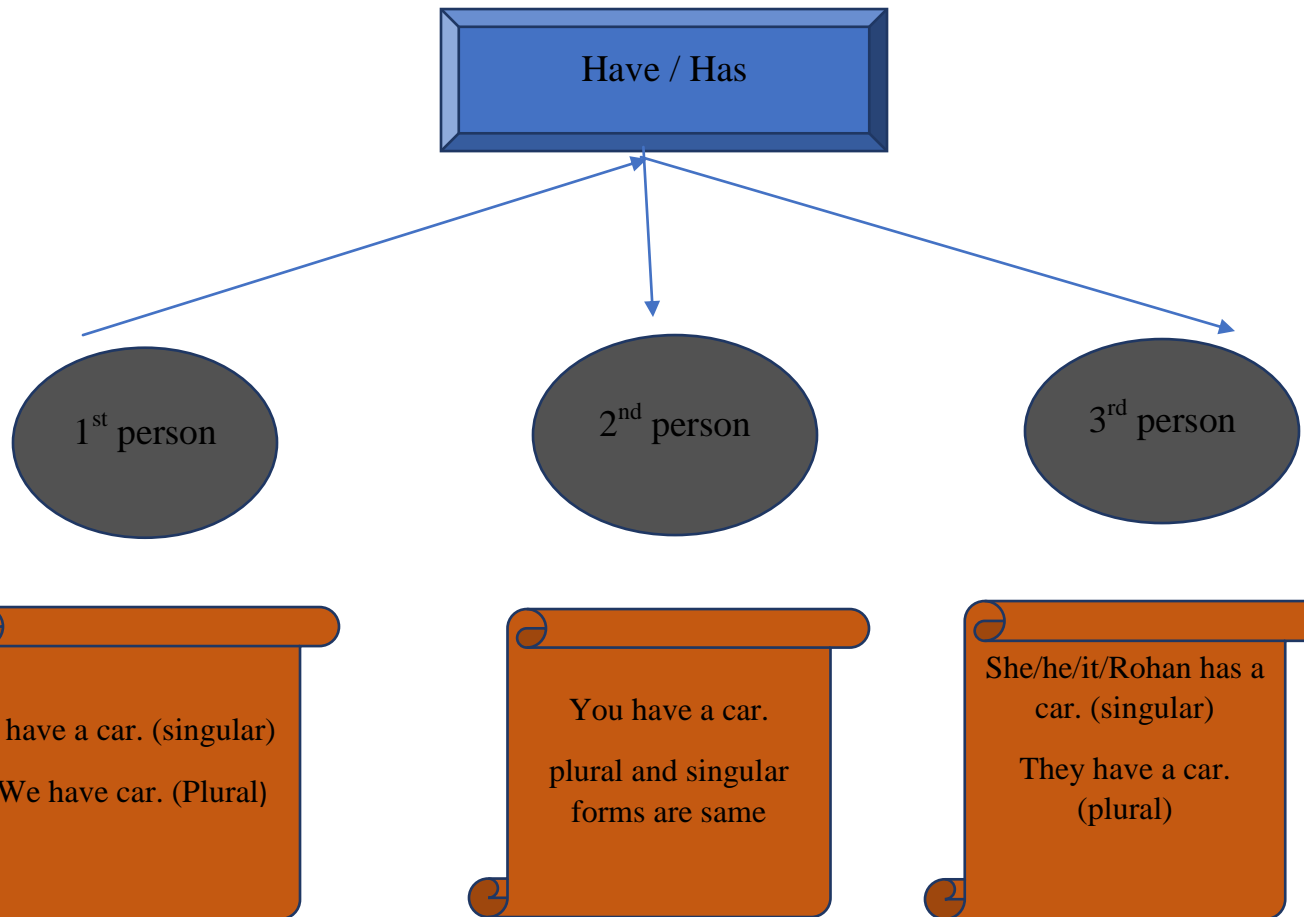 Have / Has
1st person
2nd person
3rd person
have a car. (singular)
We have car. (Plural)
You have a car.
plural and singular
forms are same
She/he/it/Rohan has a
car. (singular)
They have a car.
(plural)